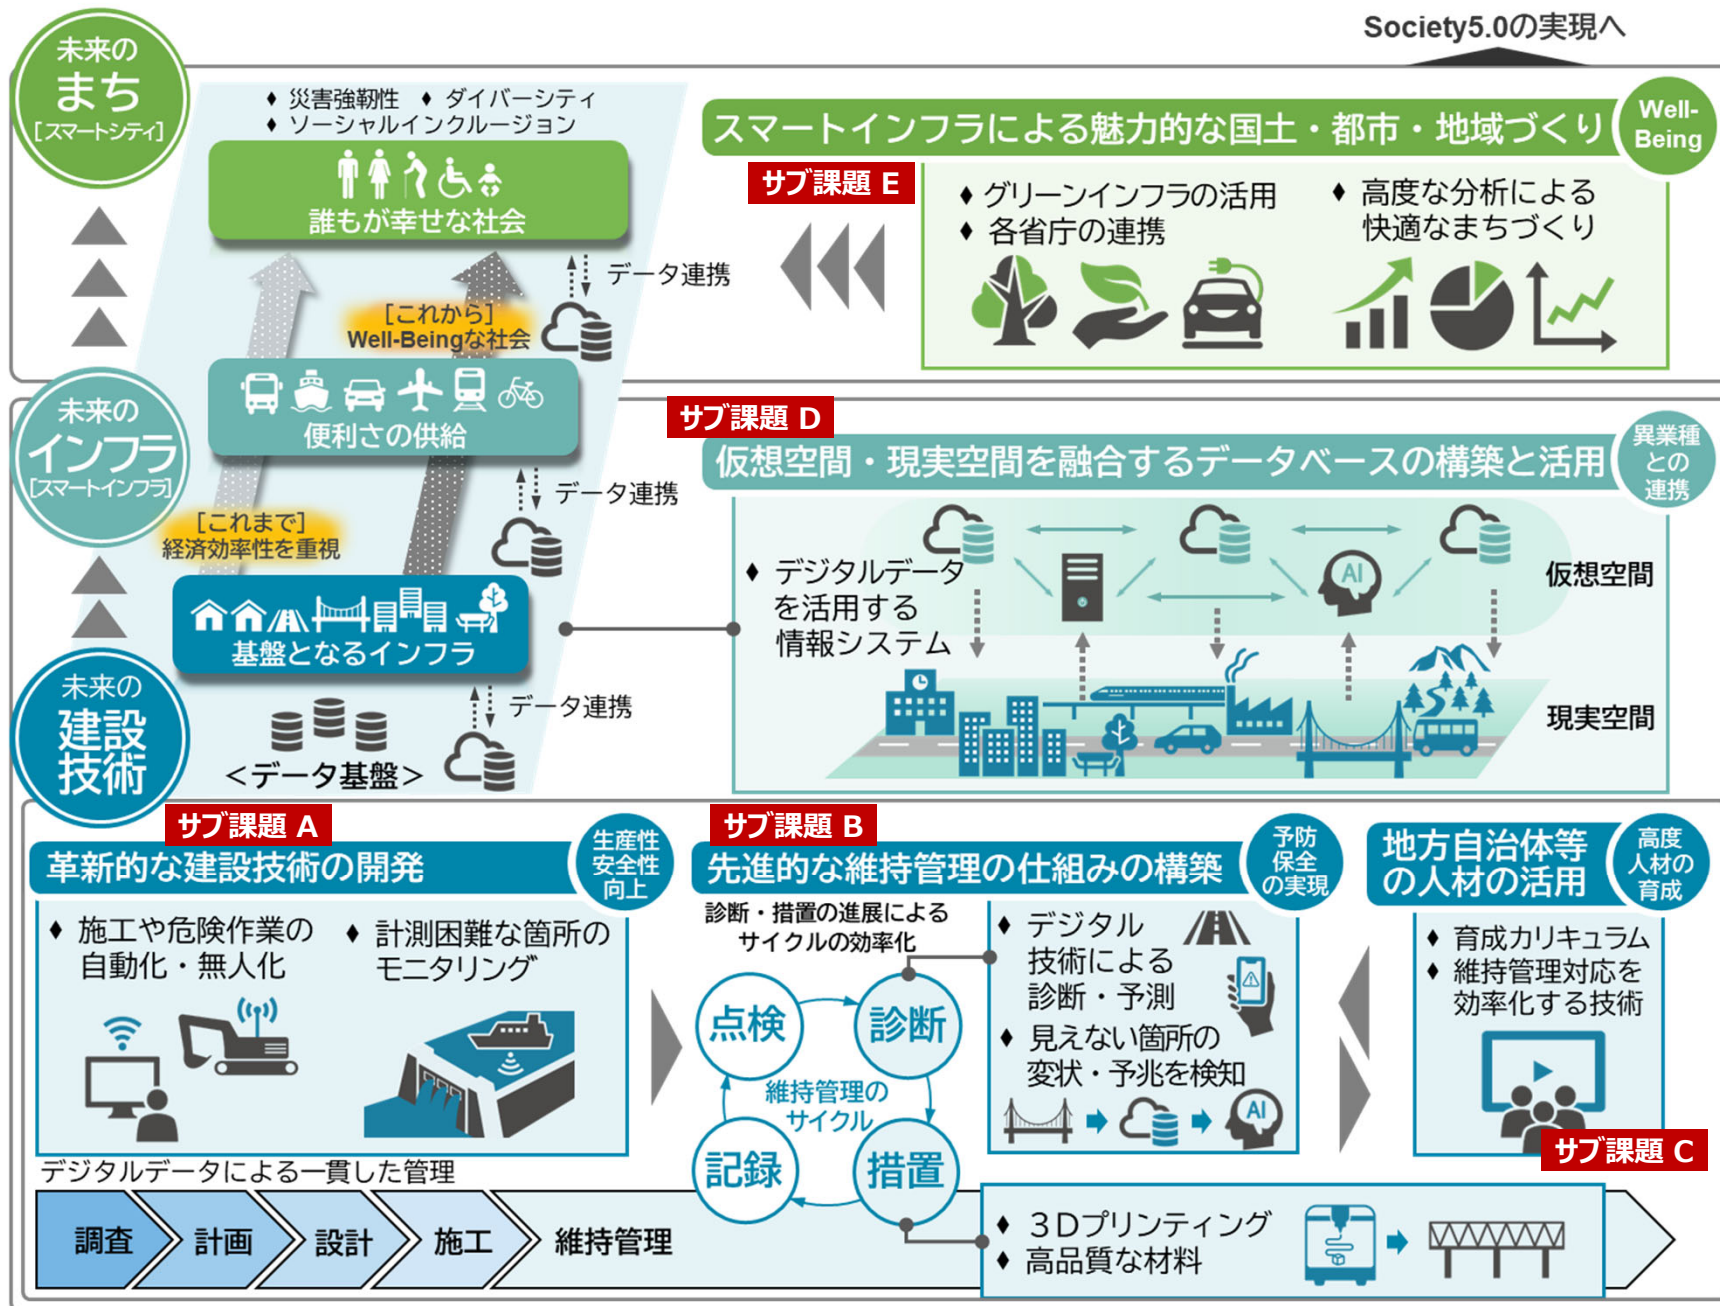 Society5.0の実現へ
未来の
まち
[スマートシティ]
♦ 災害強靭性 ♦ ダイバーシティ
♦ ソーシャルインクルージョン
誰もが幸せな社会
データ連携
[これから]
Well-Beingな社会
スマートインフラによる魅力的な国土・都市・地域づくり
Well-
Being
サブ課題 E
♦ グリーンインフラの活用
♦ 各省庁の連携
♦ 高度な分析による
快適なまちづくり
未来の
インフラ
[スマートインフラ]
便利さの供給
データ連携
[これまで]
経済効率性を重視
基盤となるインフラ
データ連携
<データ基盤>
サブ課題 D
仮想空間・現実空間を融合するデータベースの構築と活用
異業種
との
連携
♦ デジタルデータ
を活用する
情報システム
AI
仮想空間
現実空間
未来の
建設
技術
サブ課題 A
革新的な建設技術の開発
生産性
安全性
向上
♦ 施工や危険作業の
自動化・無人化
♦ 計測困難な箇所の
モニタリング
サブ課題 B
先進的な維持管理の仕組みの構築
予防
保全
の実現
診断・措置の進展による
サイクルの効率化
点検
診断
維持管理の
サイクル
記録
措置
♦ デジタル
技術による
診断・予測
♦ 見えない箇所の
変状・予兆を検知
AI
地方自治体等
の人材の活用
高度
人材の
育成
♦ 育成カリキュラム
♦ 維持管理対応を
効率化する技術
サブ課題 C
デジタルデータによる一貫した管理
調査
計画
設計
施工
維持管理
♦ 3Dプリンティング
♦ 高品質な材料